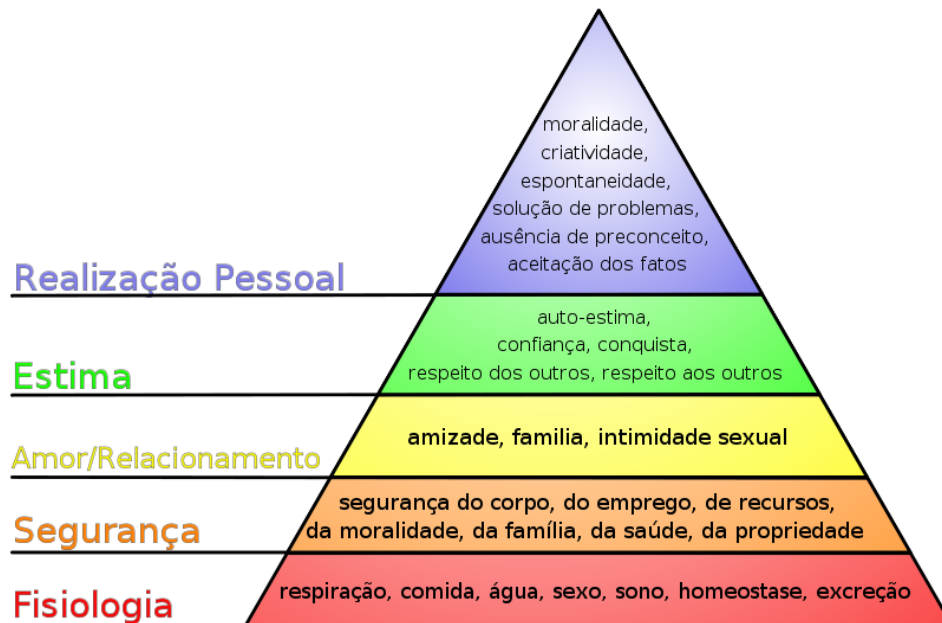 moralidade,
criatividade,
espontaneidade,
solução de problemas,
ausência de preconceito,
aceitação dos fatos
Realização Pessoal
auto-estima,
confiança, conquista,
respeito dos outros, respeito aos outros
Estima
amizade, familia, intimidade sexual
Amor/Relacionamento
segurança do corpo, do emprego, de recursos,
da moralidade, da família, da saúde, da propriedade
Segurança
respiração, comida, água, sexo, sono, homeostase, excreção
Fisiologia